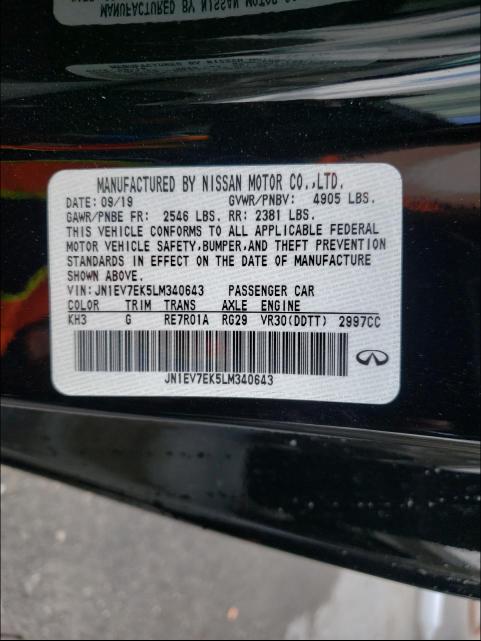 MANUFACTURED BY NISSAN MOTOR CO.,LTD.
DATE: 09/19 GVWR/PNBV: 4905 LBS.
GAWR/PNBE FR: 2546 LBS. RR: 2381 LBS.
THIS VEHICLE CONFORMS TO ALL APPLICABLE FEDERAL
MOTOR VEHICLE SAFETY,BUMPER,AND THEFT PREVENTION
STANDARDS IN EFFECT ON THE DATE OF MANUFACTURE
SHOWN ABOVE.
VIN: JN1EV7EK5LM340643 PASSENGER CAR
COLOR TRIM TRANS AXLE ENGINE
KH3 G RE7R01A RG29 VR30(DDTT) 2997CC
JN1EV7EK5LM340643